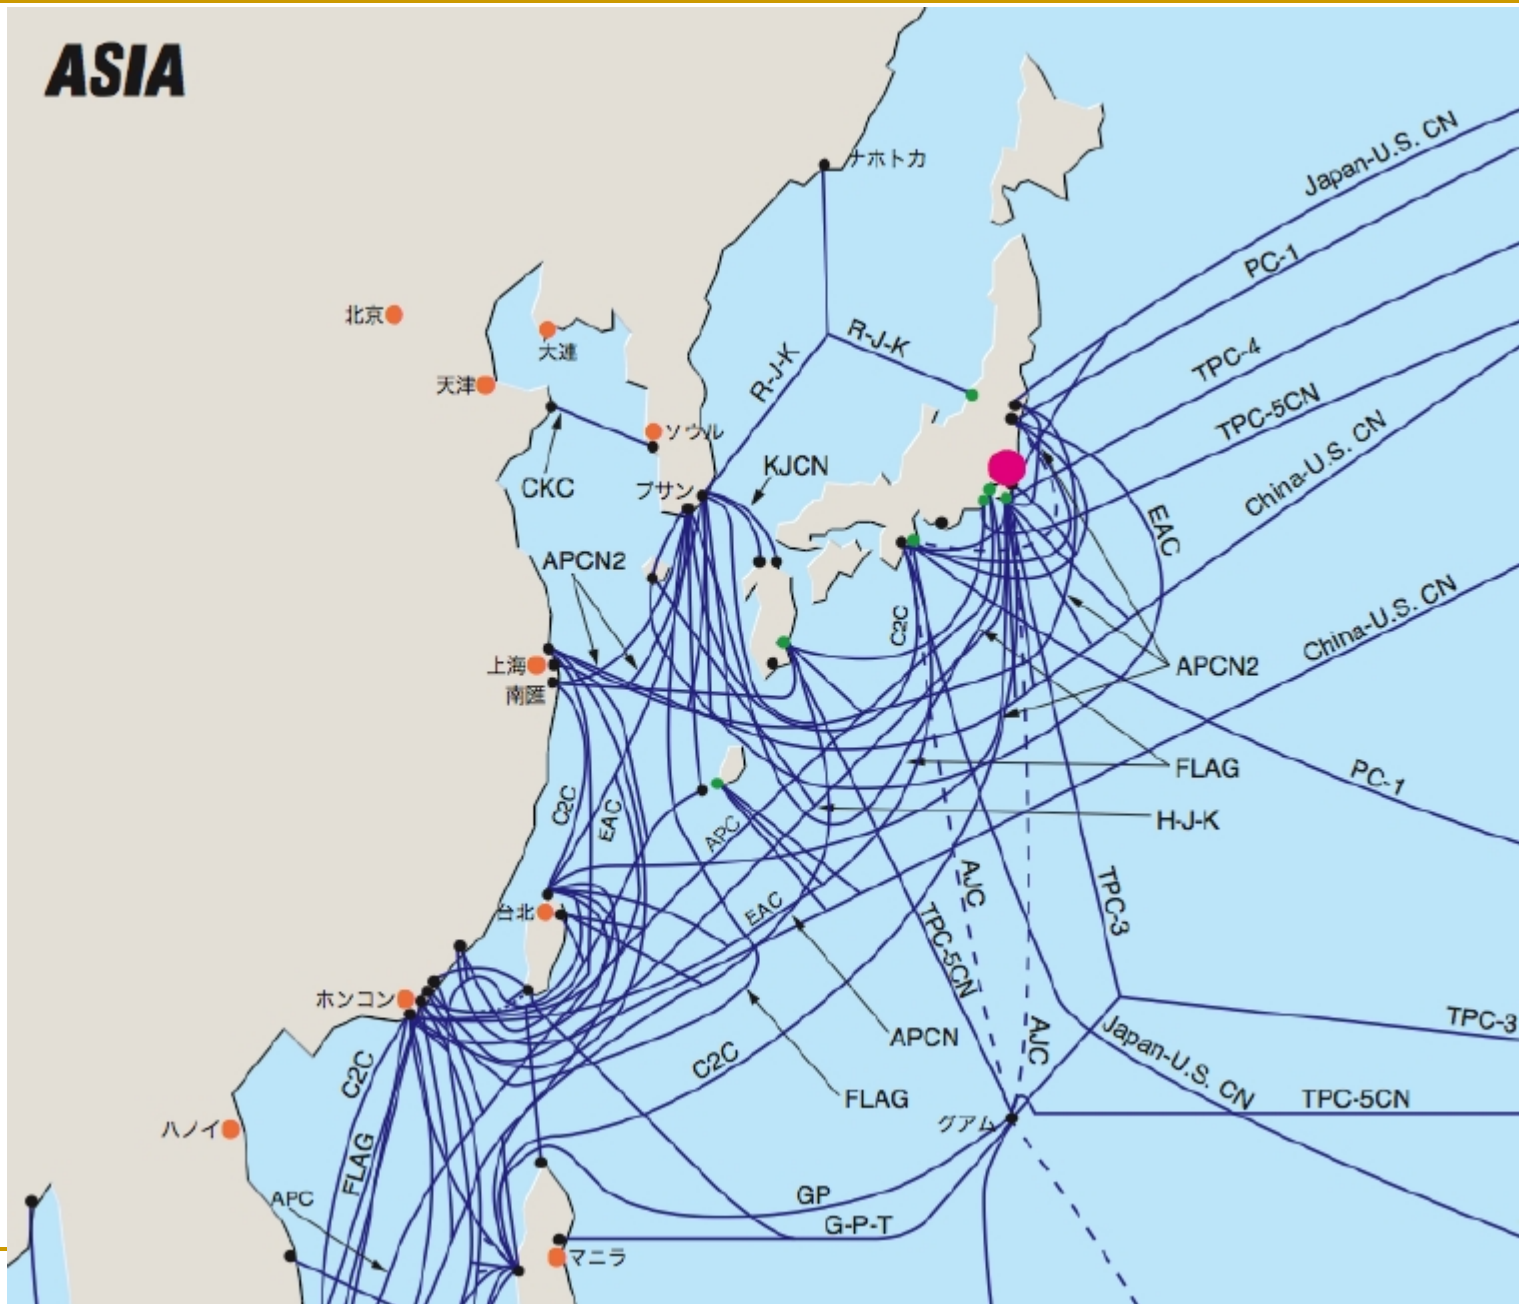 ASIA
Japan-U.S. CN
ナホトカ
PC-1
北京
R-J-K
大連
TPC-4
R-J-K
天津
TPC-5CN
ソウル
China-U.S. CN
KJCN
CKC
プサン
EAC
APCN2
China-U.S. CN
C2C
上海
APCN2
南匯
FLAG
PC-1
C2C
EAC
APC
H-J-K
AJC
TPC-3
EAC
台北
TPC-5CN
ホンコン
TPC-3
APCN
AJC
Japan-U.S. CN
C2C
C2C
FLAG
TPC-5CN
グアム
ハノイ
FLAG
APC
GP
G-P-T
マニラ